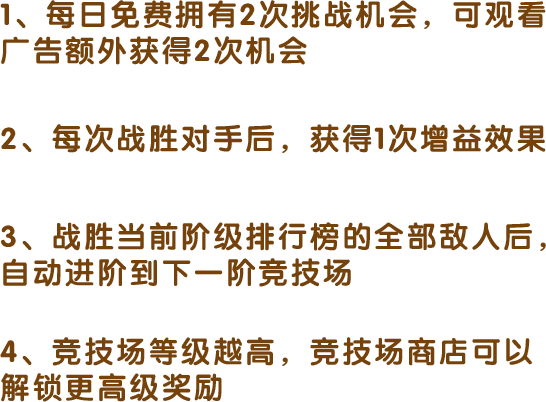 1、每日免费拥有2次挑战机会，可观看
广告额外获得2次机会
2、每次战胜对手后，获得1次增益效果
3、战胜当前阶级排行榜的全部敌人后，
自动进阶到下一阶竞技场
4、竞技场等级越高，竞技场商店可以
解锁更高级奖励